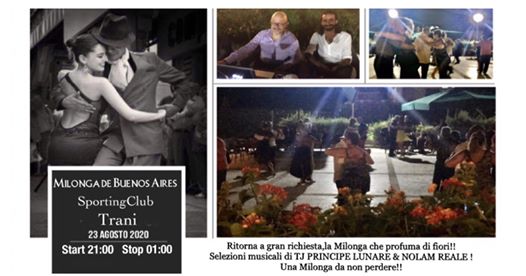 MILONGA DE BUENOS AIRES
SportingClub
Trani
23 AGOSTO 2020
Start 21:00 Stop 01:00
Ritorna a gran richiesta,la Milonga che profuma di fiori!!
Selezioni musicali di TJ PRINCIPE LUNARE & NOLAM REALE !
Una Milonga da non perdere!!